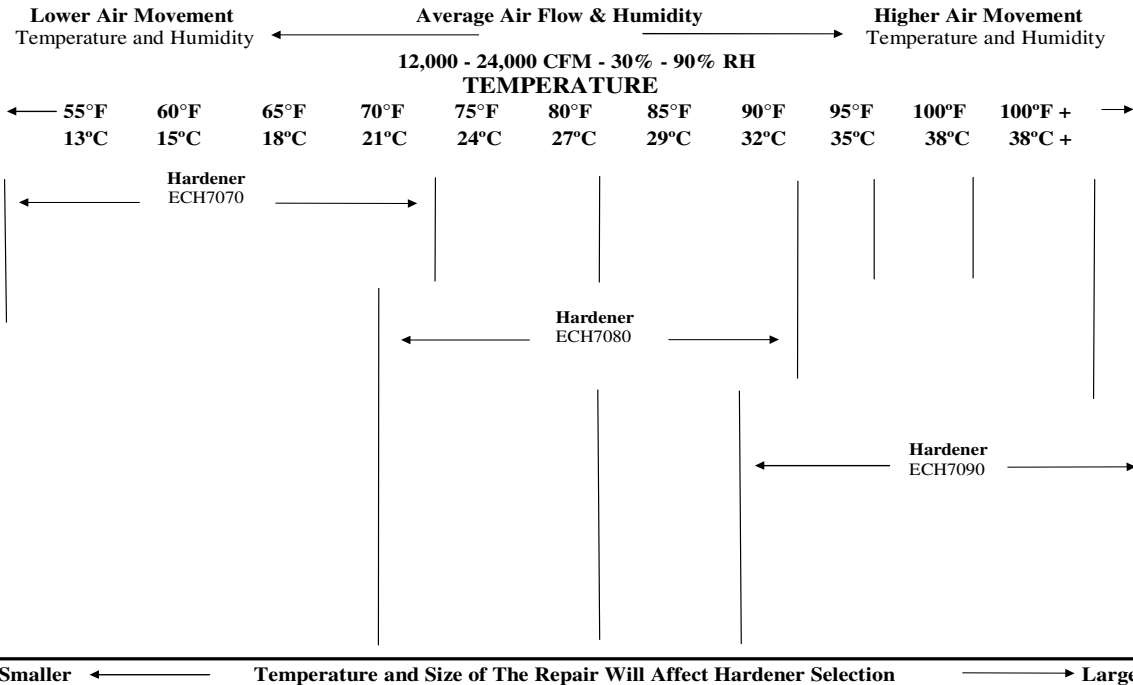 Lower Air Movement Average Air Flow & Humidity Higher Air Movement
Temperature and Humidity Temperature and Humidity
12,000 - 24,000 CFM - 30% - 90% RH
TEMPERATURE
55°F 60°F 65°F 70°F 75°F 80°F 85°F 90°F 95°F 100ºF 100ºF +
13ºC 15ºC 18ºC 21ºC 24ºC 27ºC 29ºC 32ºC 35ºC 38ºC 38ºC +
Hardener
ECH7070
Hardener
ECH7080
Hardener
ECH7090
Smaller Temperature and Size of The Repair Will Affect Hardener Selection Large